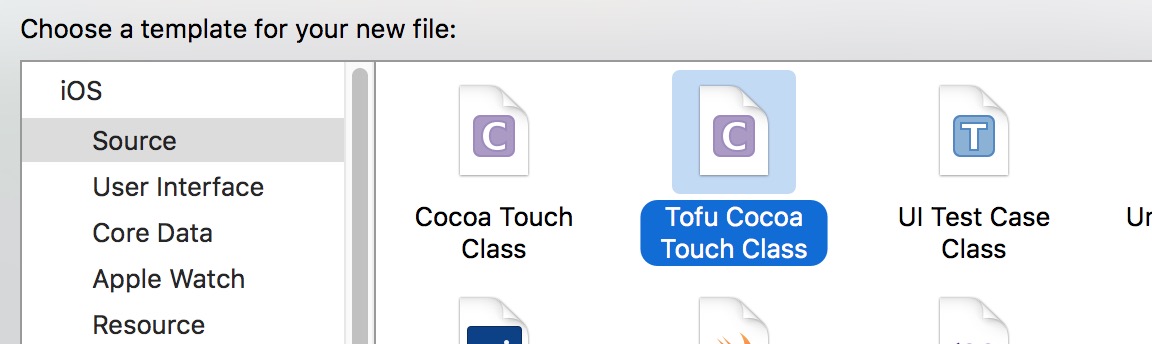 Choose a template for your new file:
iOS
Source
User Interface
Core Data
Apple Watch
Resource
C
Cocoa Touch
Class
C
Tofu Cocoa
Touch Class
T
UI Test Case
Class